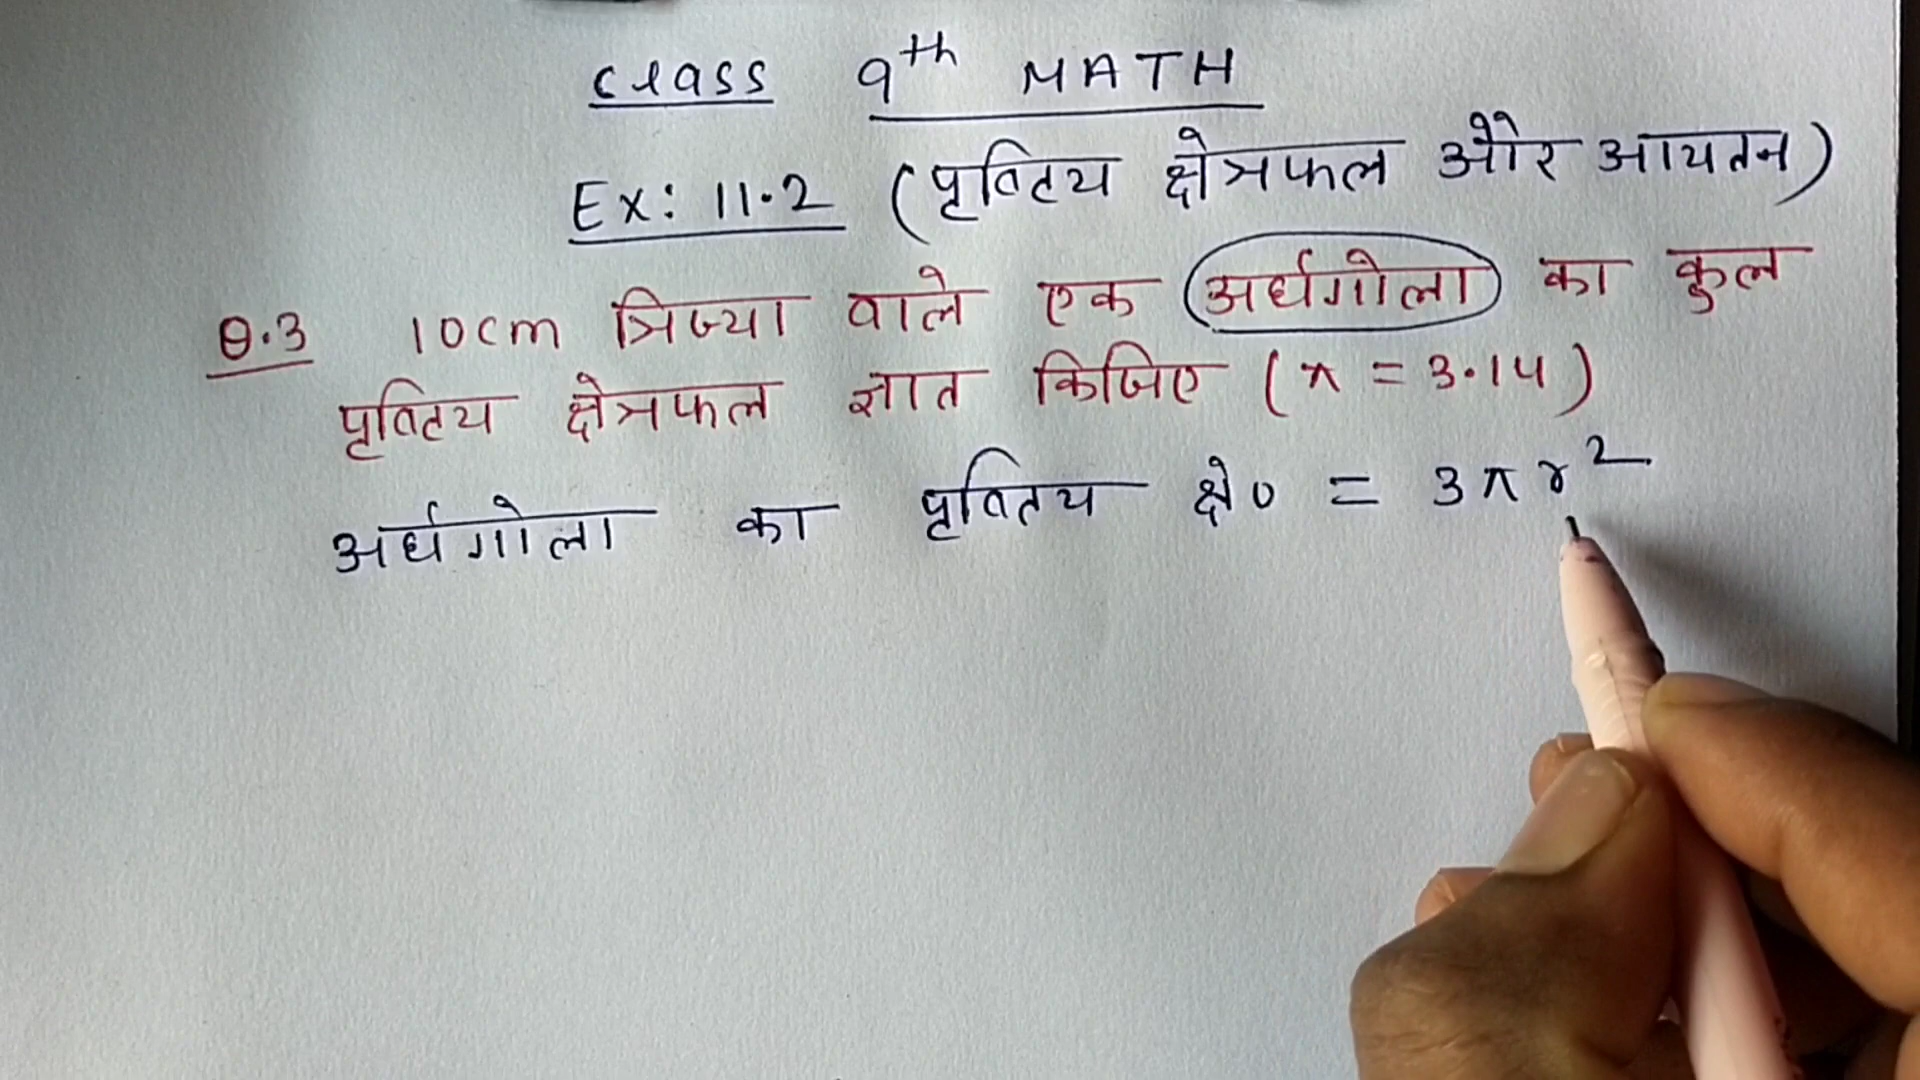 Class 9th MATH
Ex: 11.2 (पृष्ठिय क्षेत्रफल और आयतन)
Q.3 10cm त्रिज्या वाले एक अर्धगोला का कुल
पृष्ठिय क्षेत्रफल ज्ञात किजिए (π = 3.14)
अर्धगोला का पृष्ठिय क्षे० = 3πr²